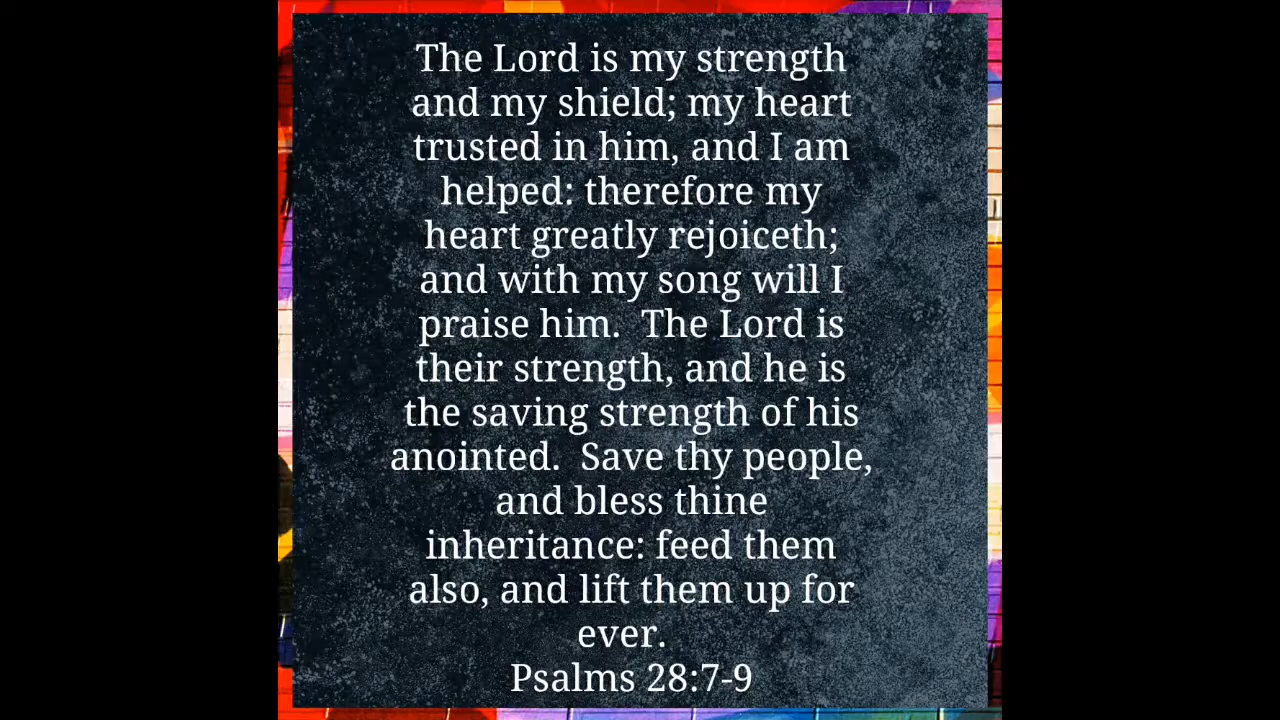 The Lord is my strength
and my shield; my heart
trusted in him, and I am
helped: therefore my
heart greatly rejoiceth;
and with my song will I
praise him.  The Lord is
their strength, and he is
the saving strength of his
anointed.  Save thy people,
and bless thine
inheritance: feed them
also, and lift them up for
ever.
Psalms 28:7-9